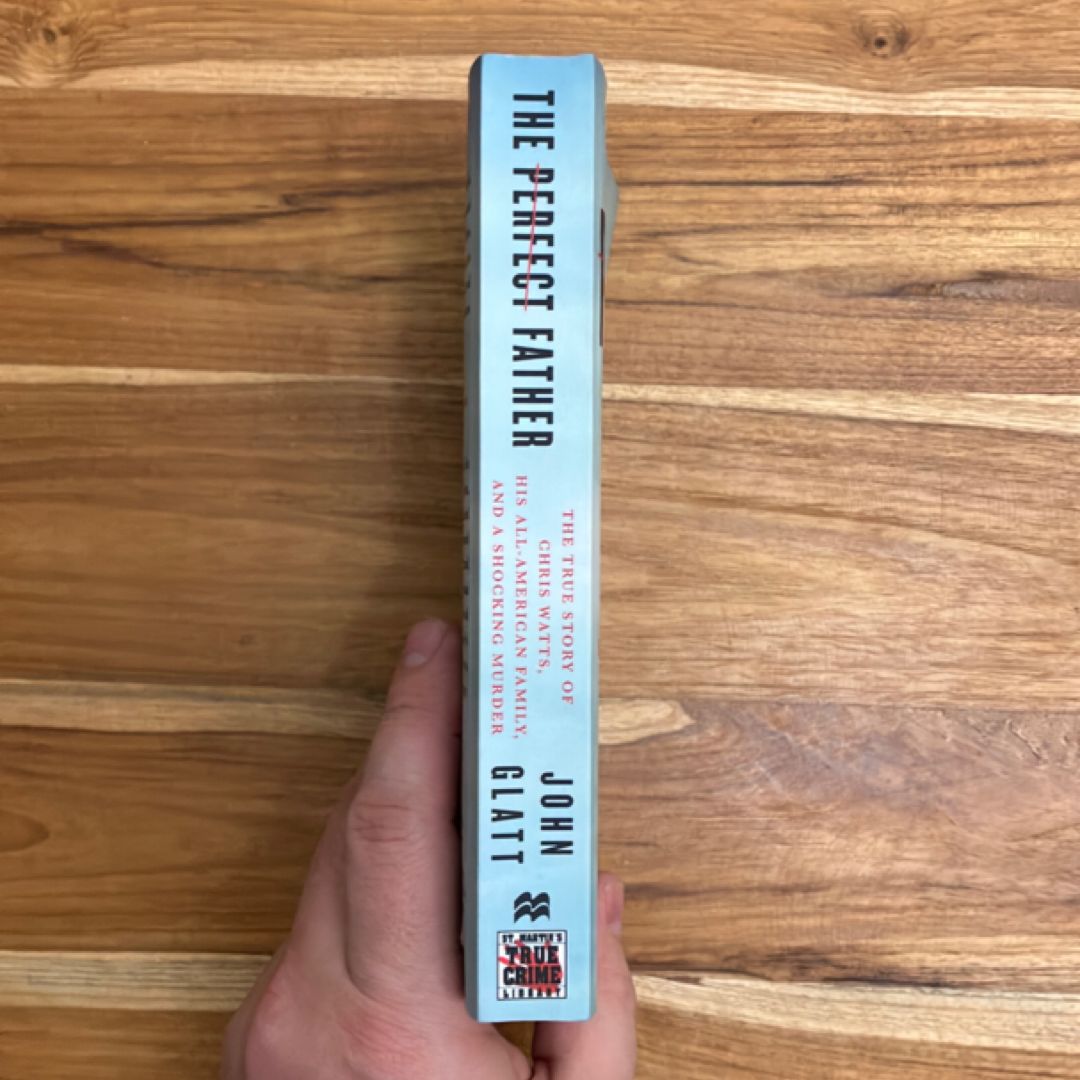 THE PERFECT FATHER
THE TRUE STORY OF
CHRIS WATTS,
HIS ALL-AMERICAN FAMILY,
AND A SHOCKING MURDER
JOHN
GLATT
ST. MARTIN'S
TRUE
CRIME
LIBRARY